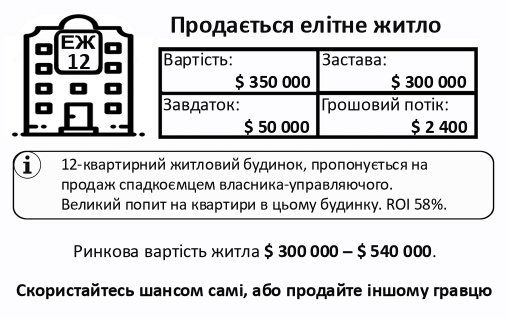 Продається елітне житло
ЕЖ
12
Вартість:
$ 350 000
Застава:
$ 300 000
Завдаток:
$ 50 000
Грошовий потік:
$ 2 400
i
12-квартирний житловий будинок, пропонується на
продаж спадкоємцем власника-управляючого.
Великий попит на квартири в цьому будинку. ROI 58%.
Ринкова вартість житла $ 300 000 – $ 540 000.
Скористайтесь шансом самі, або продайте іншому гравцю